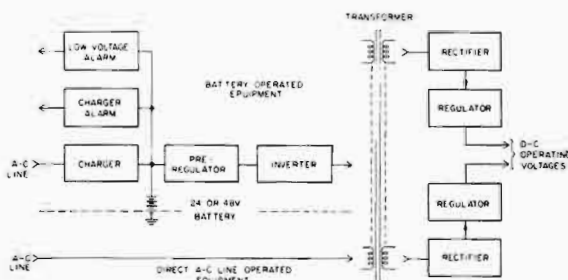 TRANSFORMER
LOW VOLTAGE
ALARM
RECTIFIER
BATTERY OPERATED
EPUIPMENT
CHARGER
ALARM
REGULATOR
A-C
LINE
CHARGER
PRE-
REGULATOR
INVERTER
D-C
OPERATING
VOLTAGES
24 OR 48V
BATTERY
REGULATOR
A-C
LINE
DIRECT A-C LINE OPERATED
EQUIPMENT
RECTIFIER